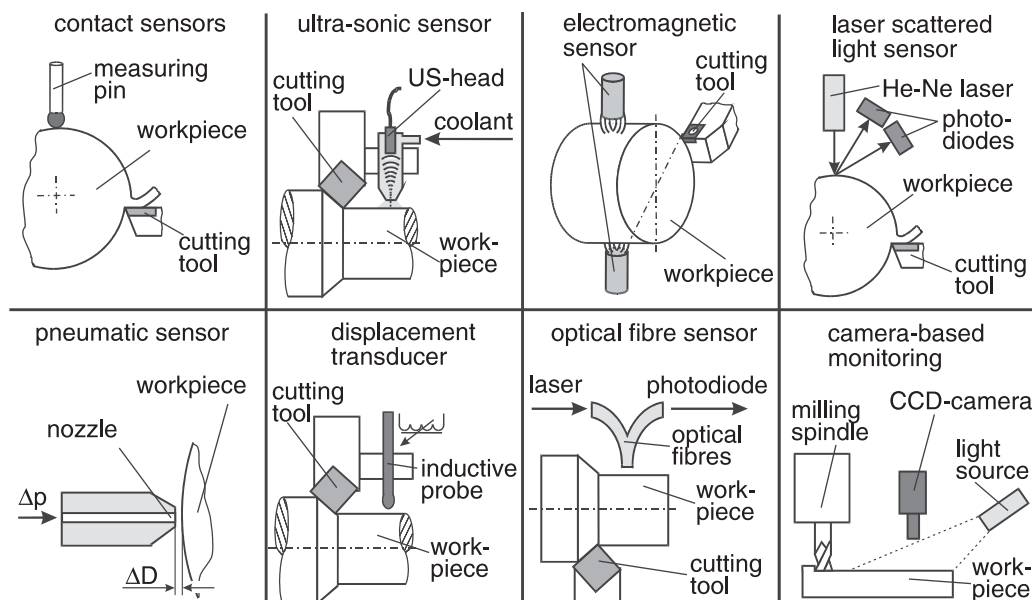 contact sensors
measuring
pin
workpiece
cutting
tool
ultra-sonic sensor
cutting
tool
US-head
coolant
work-
piece
electromagnetic
sensor
cutting
tool
workpiece
laser scattered
light sensor
He-Ne laser
photo-
diodes
workpiece
cutting
tool
pneumatic sensor
workpiece
nozzle
Δp
ΔD
displacement
transducer
cutting
tool
inductive
probe
work-
piece
optical fibre sensor
laser
photodiode
optical
fibres
work-
piece
cutting
tool
camera-based
monitoring
milling
spindle
CCD-camera
light
source
work-
piece